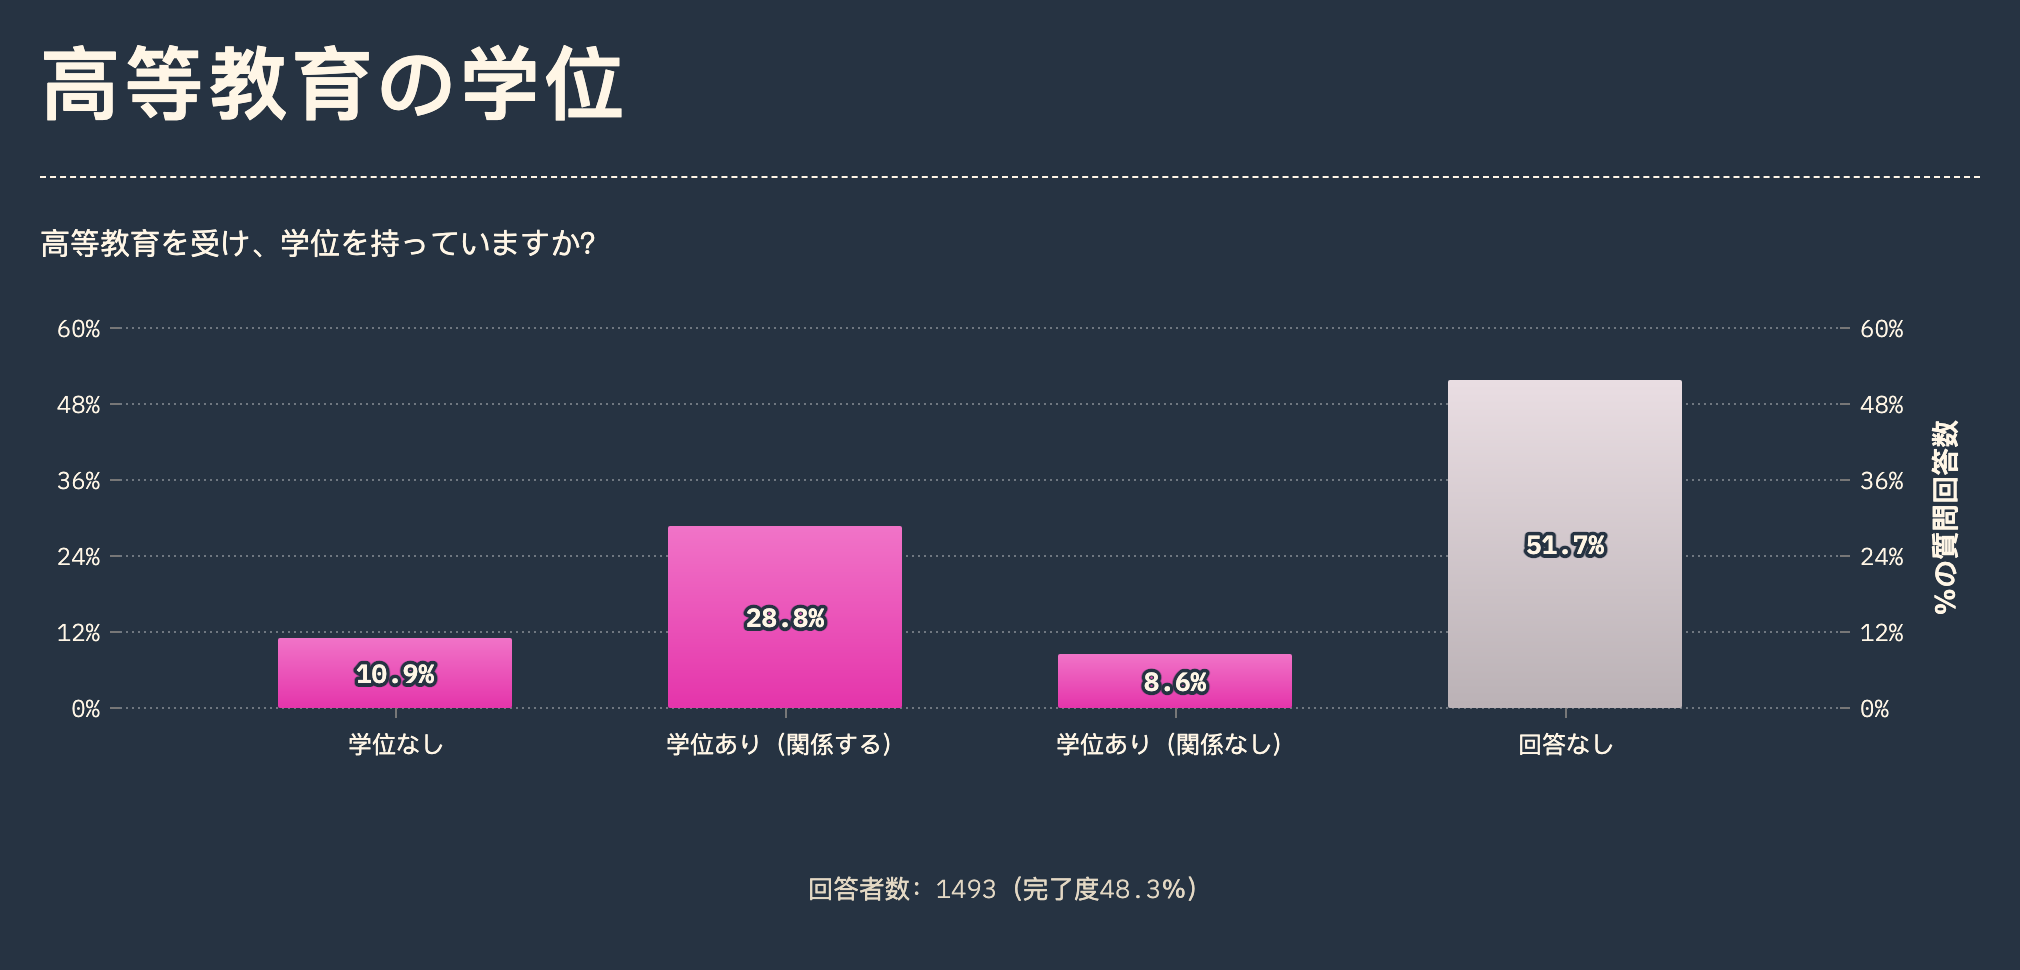 高等教育の学位
高等教育を受け、学位を持っていますか?
60%
48%
36%
24%
12%
0%
10.9%
28.8%
8.6%
51.7%
60%
48%
36%
24%
12%
0%
%の質問回答数
学位なし
学位あり（関係する）
学位あり（関係なし）
回答なし
回答者数: 1493 (完了度48.3%)